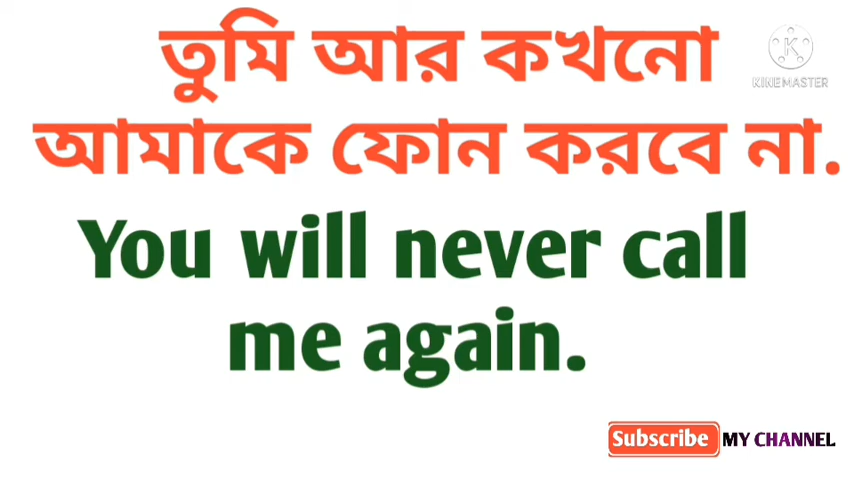 তুমি আর কখনো
KINEMASTER
আমাকে ফোন করবে না.
You will never call
me again.
Subscribe MY CHANNEL